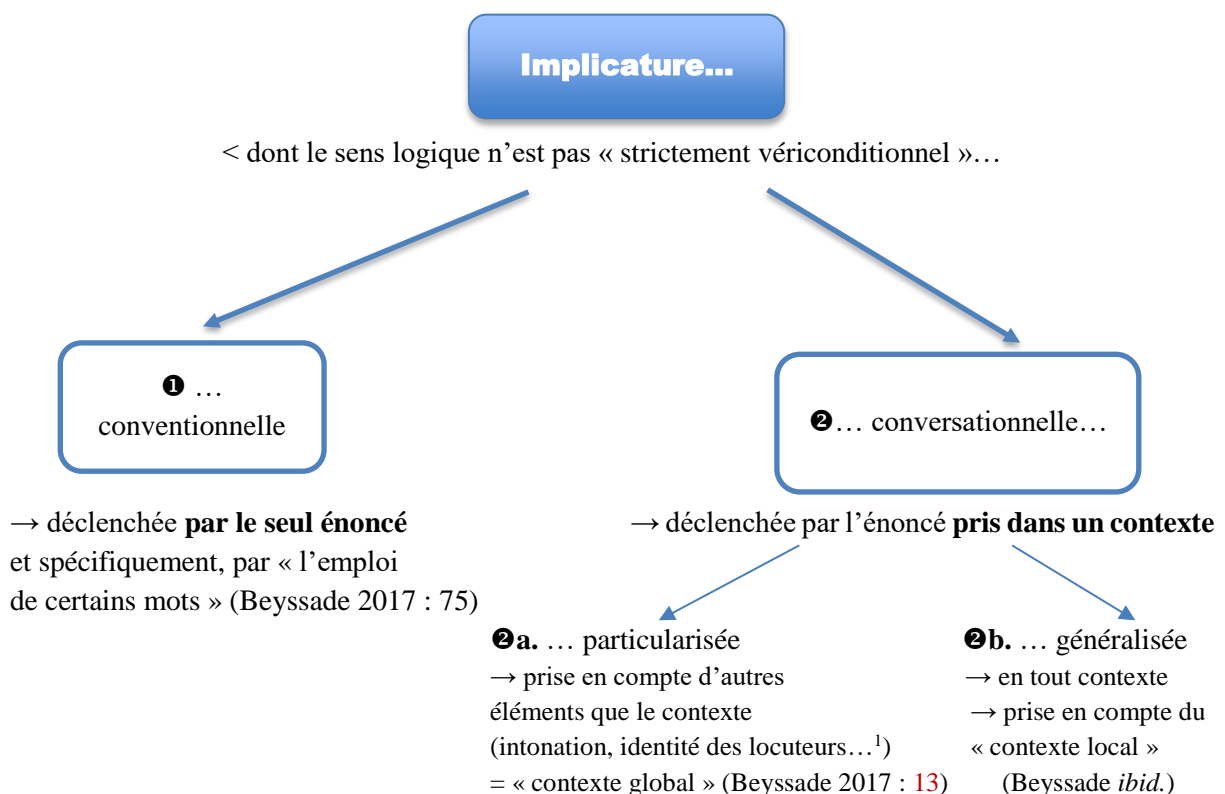 Implicature…
< dont le sens logique n’est pas « strictement vériconditionnel »…
❶ …
conventionnelle
❷… conversationnelle…
→ déclenchée par le seul énoncé
et spécifiquement, par « l’emploi
de certains mots » (Beyssade 2017 : 75)
→ déclenchée par l’énoncé pris dans un contexte
❷a. … particularisée
→ prise en compte d’autres
éléments que le contexte
(intonation, identité des locuteurs…¹)
= « contexte global » (Beyssade 2017 : 13)
❷b. … généralisée
→ en tout contexte
→ prise en compte du
« contexte local »
(Beyssade ibid.)